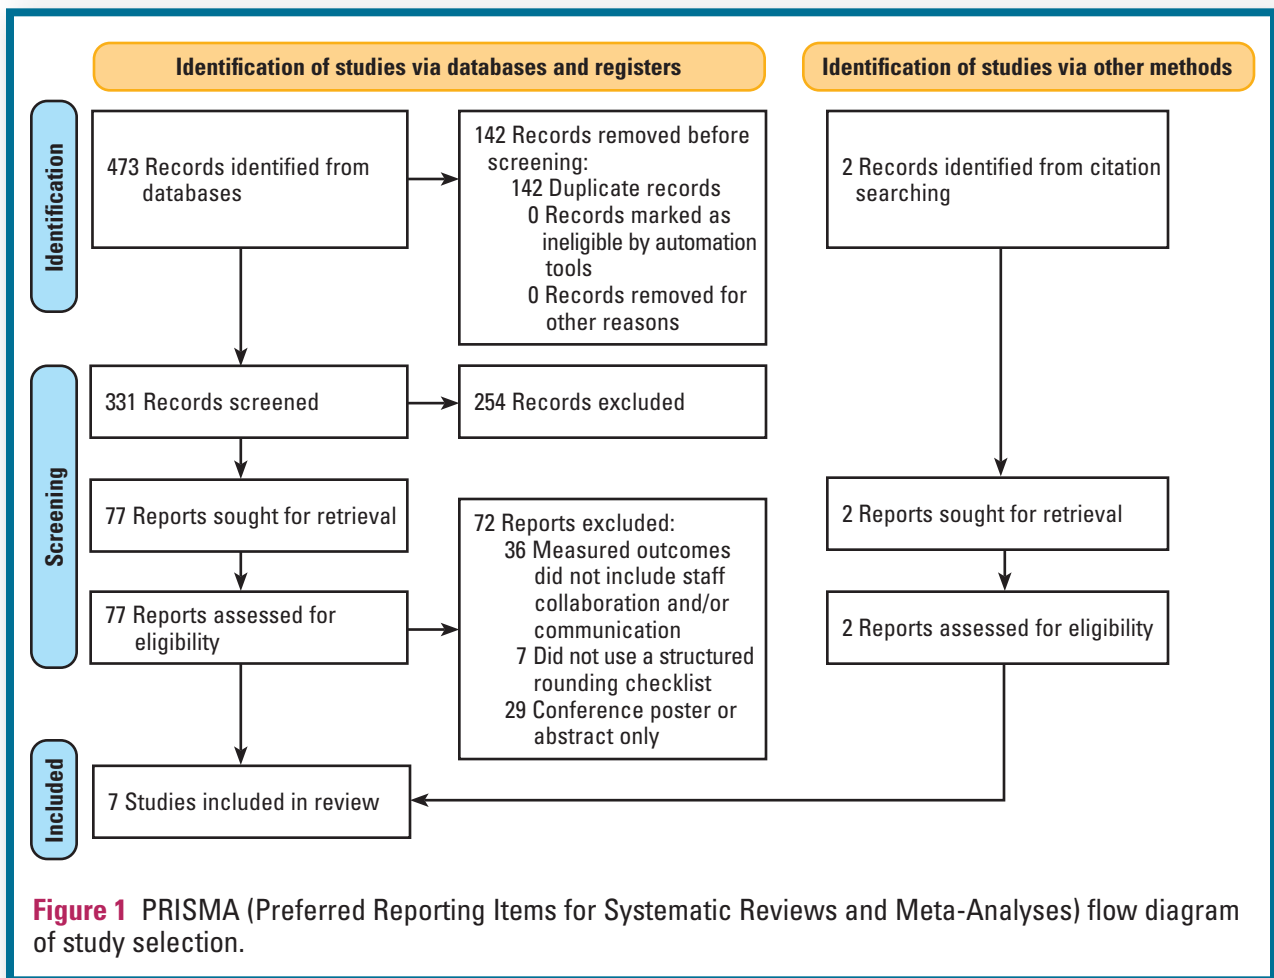 Identification of studies via databases and registers
Identification of studies via other methods
Identification
473 Records identified from
databases
142 Records removed before
screening:
142 Duplicate records
0 Records marked as
ineligible by automation
tools
0 Records removed for
other reasons
2 Records identified from citation
searching
Screening
331 Records screened
254 Records excluded
77 Reports sought for retrieval
2 Reports sought for retrieval
77 Reports assessed for
eligibility
72 Reports excluded:
36 Measured outcomes
did not include staff
collaboration and/or
communication
7 Did not use a structured
rounding checklist
29 Conference poster or
abstract only
2 Reports assessed for eligibility
Included
7 Studies included in review
Figure 1 PRISMA (Preferred Reporting Items for Systematic Reviews and Meta-Analyses) flow diagram
of study selection.